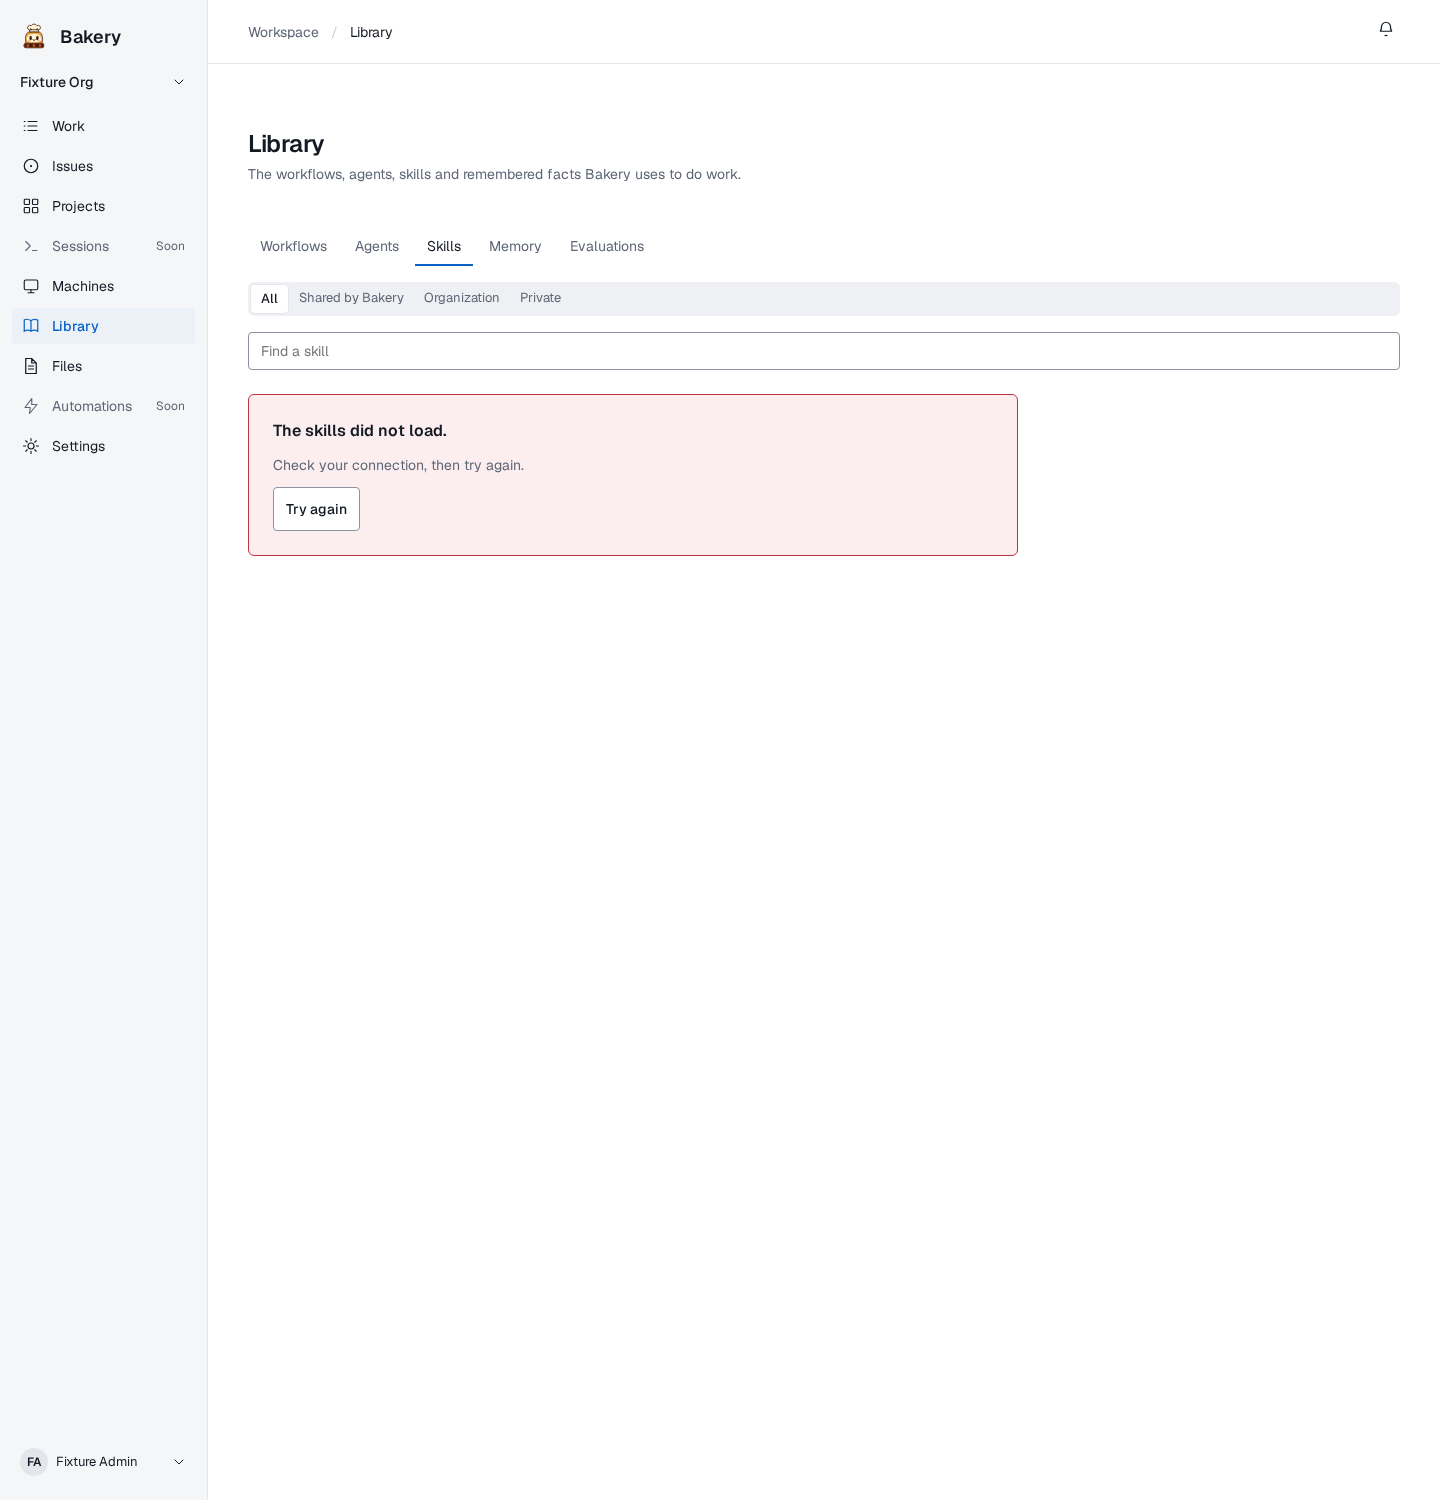 Bakery
Fixture Org
Work
Issues
Projects
Sessions Soon
Machines
Library
Files
Automations Soon
Settings
FA Fixture Admin
Workspace / Library
Library
The workflows, agents, skills and remembered facts Bakery uses to do work.
Workflows Agents Skills Memory Evaluations
All Shared by Bakery Organization Private
Find a skill
The skills did not load.
Check your connection, then try again.
Try again